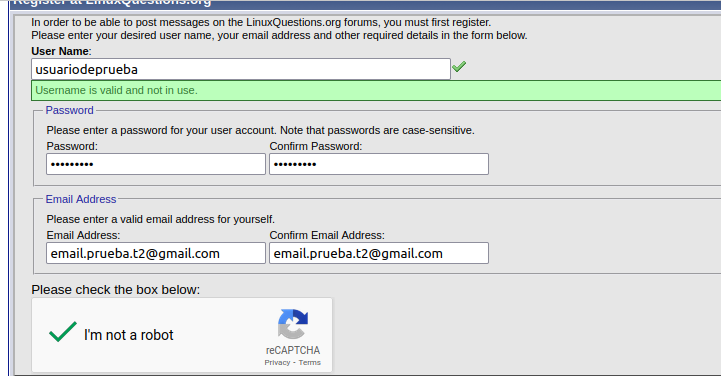 Register at LinuxQuestions.org
In order to be able to post messages on the LinuxQuestions.org forums, you must first register.
Please enter your desired user name, your email address and other required details in the form below.
User Name:
usuariodeprueba
Username is valid and not in use.
Password
Please enter a password for your user account. Note that passwords are case-sensitive.
Password: Confirm Password:
••••••••• •••••••••
Email Address
Please enter a valid email address for yourself.
Email Address: Confirm Email Address:
email.prueba.t2@gmail.com email.prueba.t2@gmail.com
Please check the box below:
I'm not a robot
reCAPTCHA
Privacy - Terms